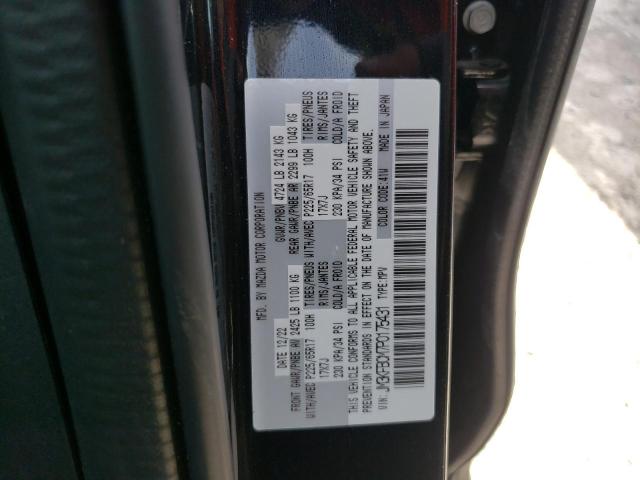 MFD. BY MAZDA MOTOR CORPORATION
DATE 12/22 GVWR/PNBV 4724 LB 2143 KG
FRONT GAWR/PNBE AV 2425 LB 1100 KG REAR GAWR/PNBE AR 2299 LB 1043 KG
WITH/AVEC P225/65R17 100H TIRES/PNEUS WITH/AVEC P225/65R17 100H TIRES/PNEUS
17X7J RIMS/JANTES 17X7J RIMS/JANTES
230 KPA/34 PSI COLD/A FROID 230 KPA/34 PSI COLD/A FROID
THIS VEHICLE CONFORMS TO ALL APPLICABLE FEDERAL MOTOR VEHICLE SAFETY AND THEFT
PREVENTION STANDARDS IN EFFECT ON THE DATE OF MANUFACTURE SHOWN ABOVE.
VIN: TYPE: MPV COLOR CODE: 41W MADE IN JAPAN